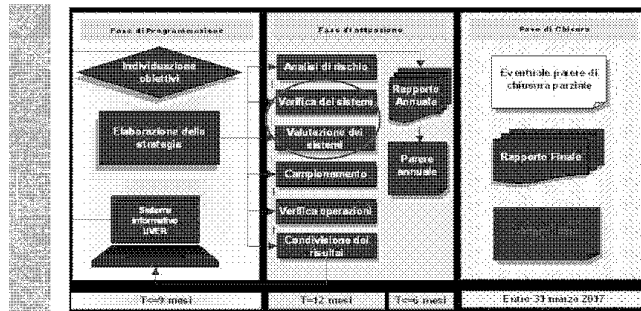 Fase di Programmazione
Fase di attuazione
Fase di Chiusura
Individuazione
obiettivi
Elaborazione della
strategia
Sistema
informativo
UVER
Analisi di rischio
Verifica dei sistemi
Valutazione dei
sistemi
Campionamento
Verifica operazioni
Condivisione dei
risultati
Rapporto
Annuale
Parere
annuale
Eventuale parere di
chiusura parziale
Rapporto Finale
T<=9 mesi
T=12 mesi
T<=6 mesi
Entro 31 marzo 2017